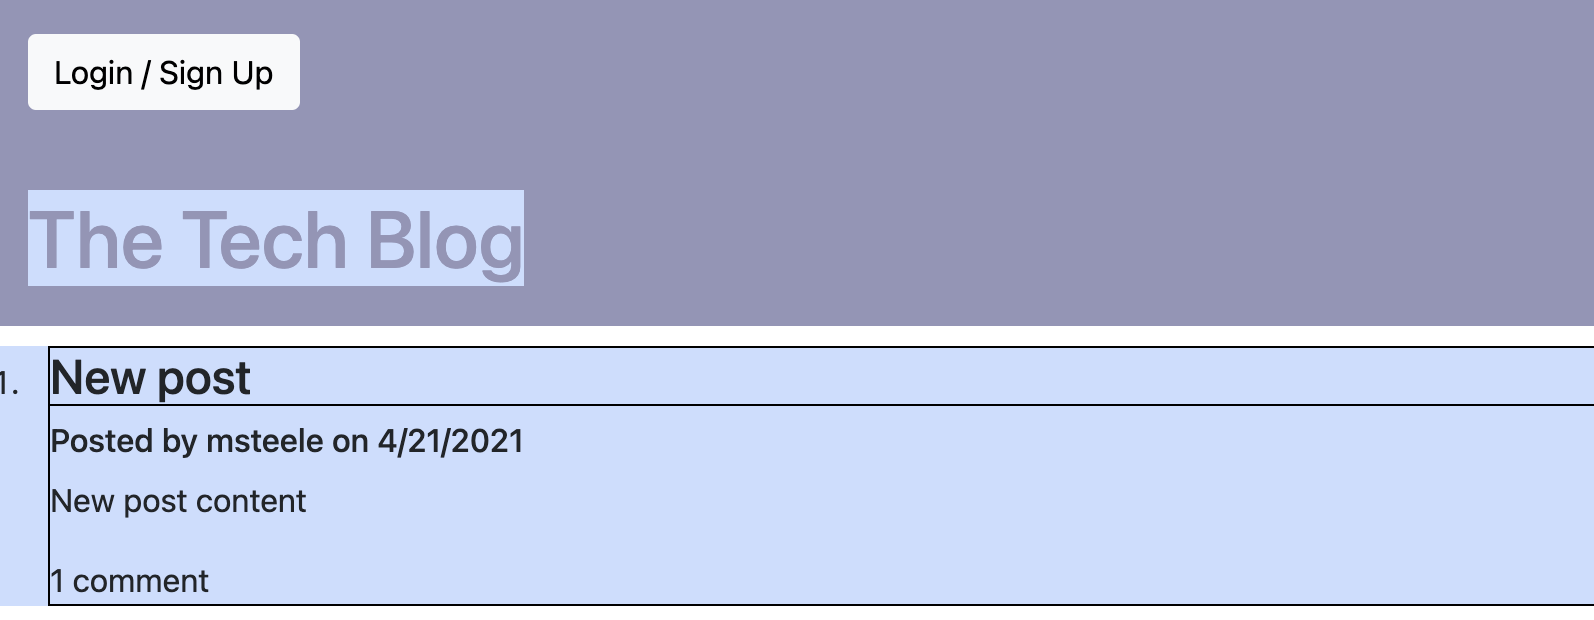 Login / Sign Up
The Tech Blog
1. New post
Posted by msteele on 4/21/2021
New post content
1 comment